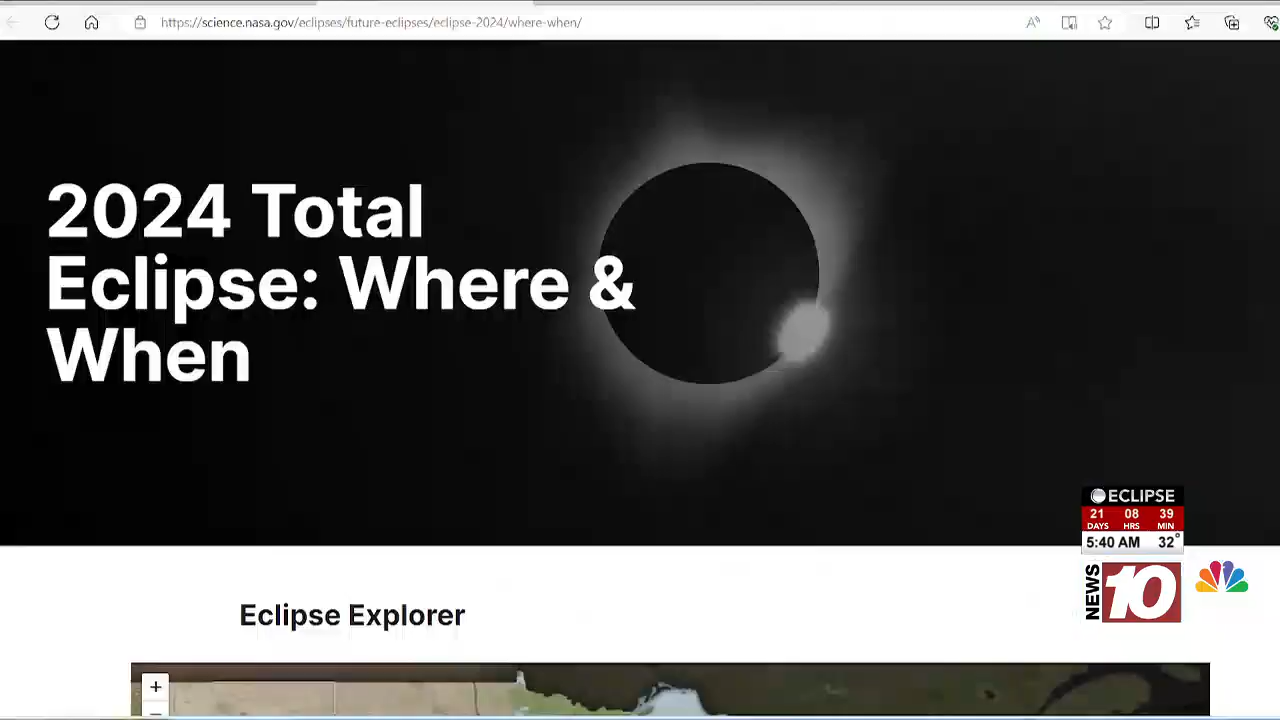 https://science.nasa.gov/eclipses/future-eclipses/eclipse-2024/where-when/
2024 Total
Eclipse: Where &
When
ECLIPSE
21 08 39
DAYS HRS MIN
5:40 AM 32°
NEWS 10
Eclipse Explorer
+